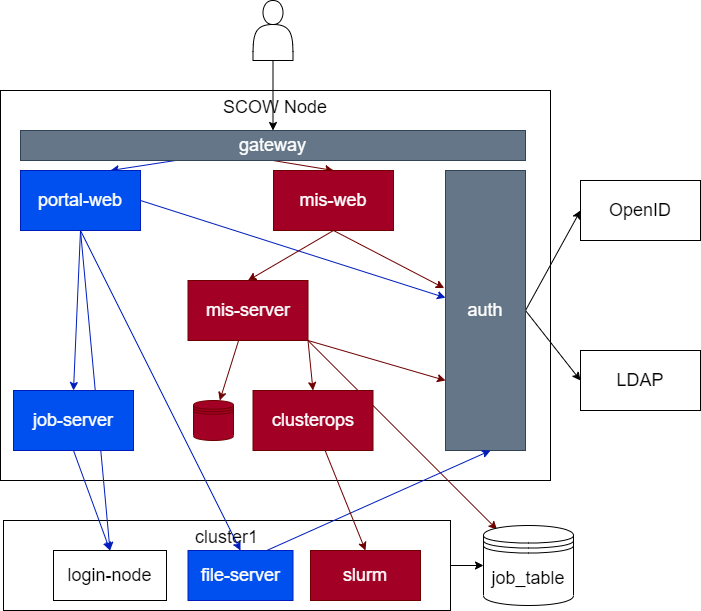 SCOW Node
gateway
portal-web
mis-web
OpenID
mis-server
auth
LDAP
job-server
clusterops
cluster1
login-node
file-server
slurm
job_table